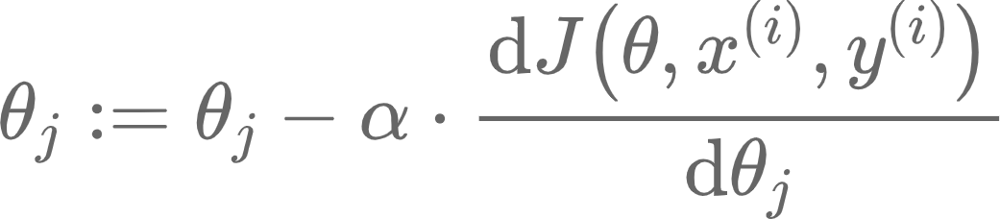 θ_j := θ_j − α · dJ(θ, x^(i), y^(i)) / dθ_j